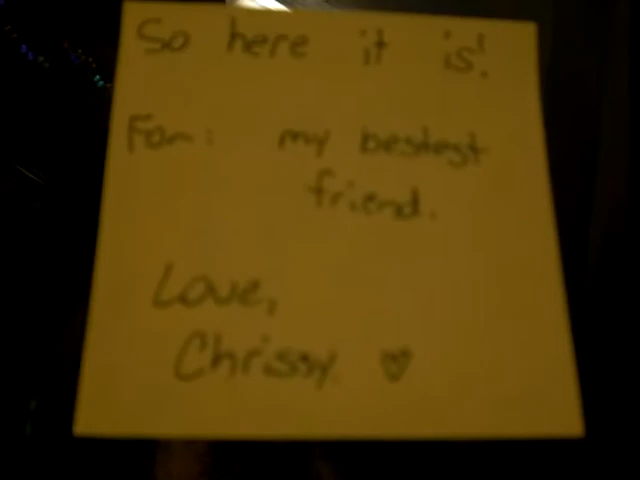 So here it is!
For: my bestest
friend.
Love,
Chrissy ♥